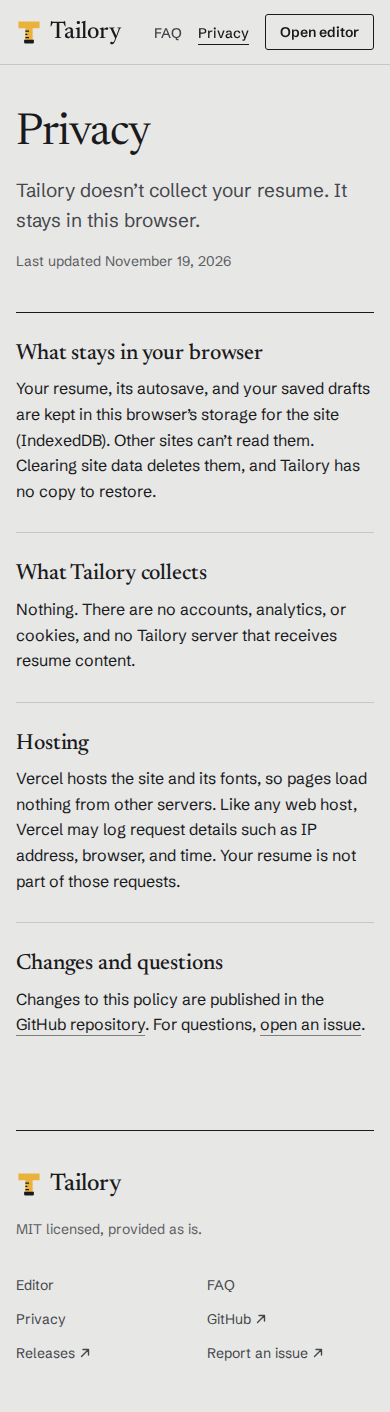 Tailory
FAQ
Privacy
Open editor
Privacy
Tailory doesn’t collect your resume. It
stays in this browser.
Last updated November 19, 2026
What stays in your browser
Your resume, its autosave, and your saved drafts
are kept in this browser’s storage for the site
(IndexedDB). Other sites can’t read them.
Clearing site data deletes them, and Tailory has
no copy to restore.
What Tailory collects
Nothing. There are no accounts, analytics, or
cookies, and no Tailory server that receives
resume content.
Hosting
Vercel hosts the site and its fonts, so pages load
nothing from other servers. Like any web host,
Vercel may log request details such as IP
address, browser, and time. Your resume is not
part of those requests.
Changes and questions
Changes to this policy are published in the
GitHub repository. For questions, open an issue.
Tailory
MIT licensed, provided as is.
Editor
FAQ
Privacy
GitHub ↗
Releases ↗
Report an issue ↗